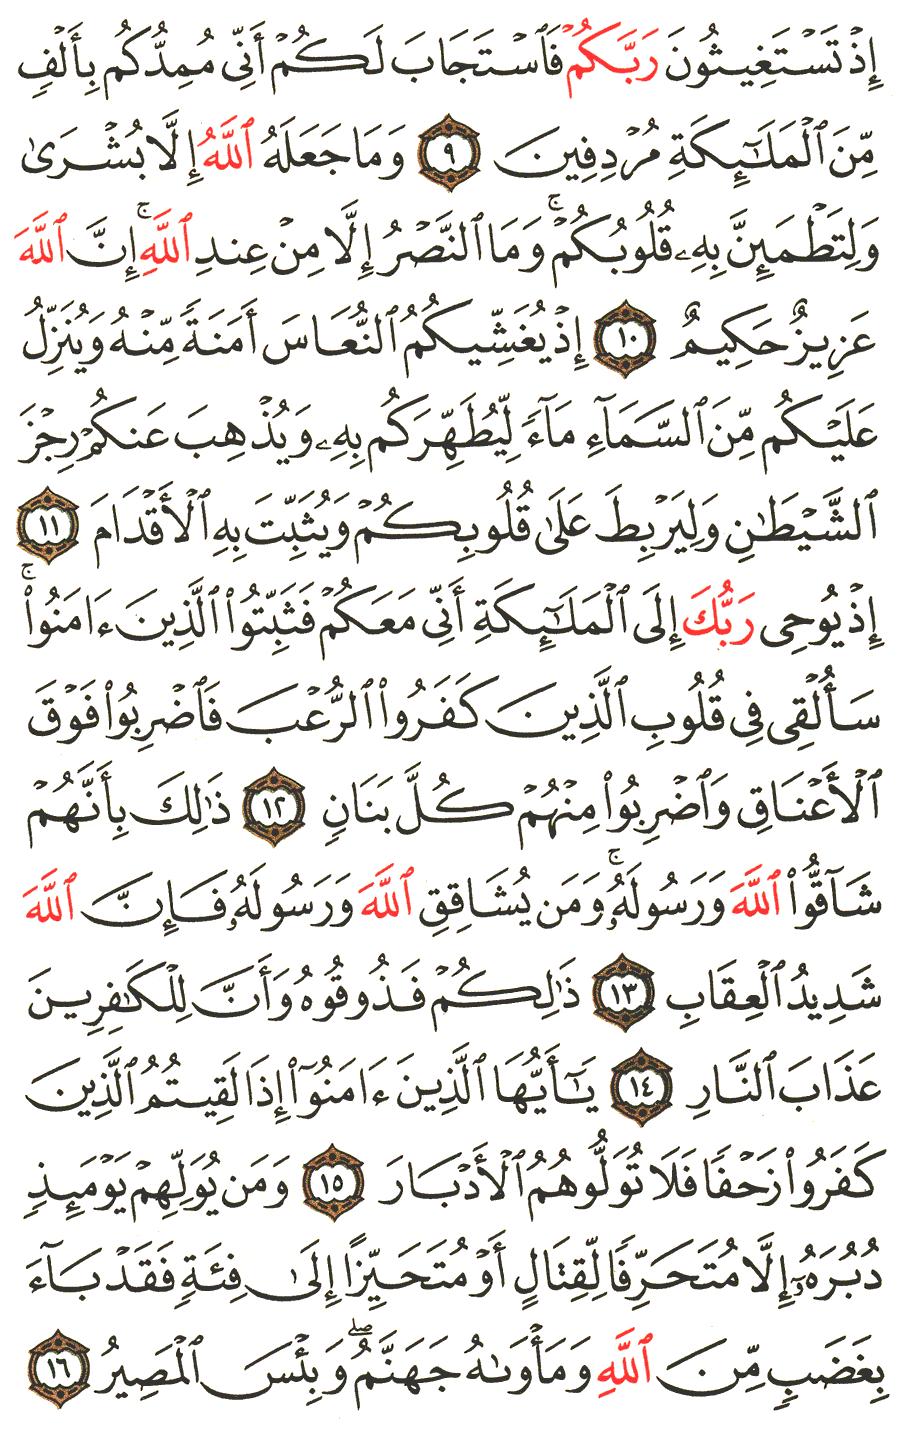 إِذْ تَسْتَغِيثُونَ رَبَّكُمْ فَٱسْتَجَابَ لَكُمْ أَنِّى مُمِدُّكُم بِأَلْفٍ
مِّنَ ٱلْمَلَـٰٓئِكَةِ مُرْدِفِينَ ٩ وَمَا جَعَلَهُ ٱللَّهُ إِلَّا بُشْرَىٰ
وَلِتَطْمَئِنَّ بِهِۦ قُلُوبُكُمْ ۚ وَمَا ٱلنَّصْرُ إِلَّا مِنْ عِندِ ٱللَّهِ ۚ إِنَّ ٱللَّهَ
عَزِيزٌ حَكِيمٌ ١٠ إِذْ يُغَشِّيكُمُ ٱلنُّعَاسَ أَمَنَةً مِّنْهُ وَيُنَزِّلُ
عَلَيْكُم مِّنَ ٱلسَّمَآءِ مَآءً لِّيُطَهِّرَكُم بِهِۦ وَيُذْهِبَ عَنكُمْ رِجْزَ
ٱلشَّيْطَـٰنِ وَلِيَرْبِطَ عَلَىٰ قُلُوبِكُمْ وَيُثَبِّتَ بِهِ ٱلْأَقْدَامَ ١١
إِذْ يُوحِى رَبُّكَ إِلَى ٱلْمَلَـٰٓئِكَةِ أَنِّى مَعَكُمْ فَثَبِّتُوا۟ ٱلَّذِينَ ءَامَنُوا۟ ۚ
سَأُلْقِى فِى قُلُوبِ ٱلَّذِينَ كَفَرُوا۟ ٱلرُّعْبَ فَٱضْرِبُوا۟ فَوْقَ
ٱلْأَعْنَاقِ وَٱضْرِبُوا۟ مِنْهُمْ كُلَّ بَنَانٍ ١٢ ذَٰلِكَ بِأَنَّهُمْ
شَآقُّوا۟ ٱللَّهَ وَرَسُولَهُۥ ۚ وَمَن يُشَاقِقِ ٱللَّهَ وَرَسُولَهُۥ فَإِنَّ ٱللَّهَ
شَدِيدُ ٱلْعِقَابِ ١٣ ذَٰلِكُمْ فَذُوقُوهُ وَأَنَّ لِلْكَـٰفِرِينَ
عَذَابَ ٱلنَّارِ ١٤ يَـٰٓأَيُّهَا ٱلَّذِينَ ءَامَنُوٓا۟ إِذَا لَقِيتُمُ ٱلَّذِينَ
كَفَرُوا۟ زَحْفًا فَلَا تُوَلُّوهُمُ ٱلْأَدْبَارَ ١٥ وَمَن يُوَلِّهِمْ يَوْمَئِذٍ
دُبُرَهُۥٓ إِلَّا مُتَحَرِّفًا لِّقِتَالٍ أَوْ مُتَحَيِّزًا إِلَىٰ فِئَةٍ فَقَدْ بَآءَ
بِغَضَبٍ مِّنَ ٱللَّهِ وَمَأْوَىٰهُ جَهَنَّمُ ۖ وَبِئْسَ ٱلْمَصِيرُ ١٦